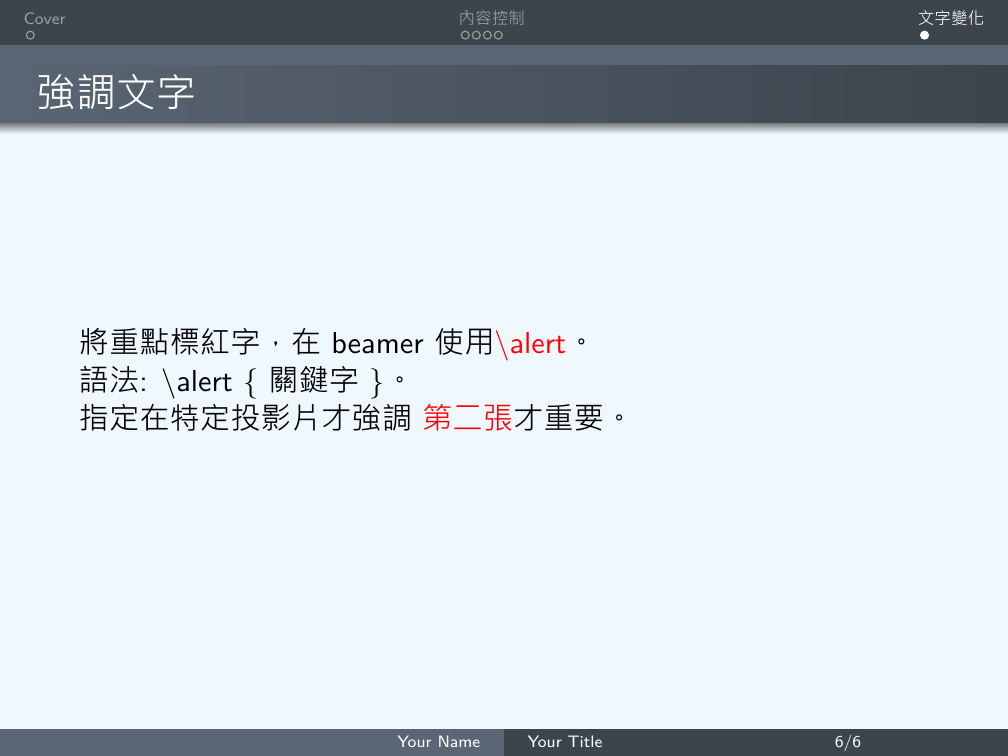 Cover
內容控制
文字變化
強調文字
將重點標紅字，在 beamer 使用\alert。
語法: \alert { 關鍵字 }。
指定在特定投影片才強調 第二張才重要。
Your Name
Your Title
6/6